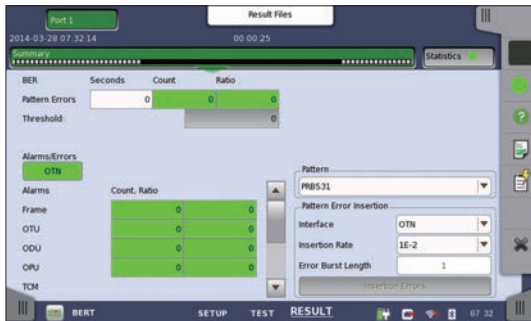 Port 1
Result Files
2014-03-28 07:32:14
00:00:25
Summary
Statistics
BER
Seconds
Count
Ratio
Pattern Errors
0
0
0
Threshold:
0
Alarms/Errors
OTN
Alarms
Count, Ratio
Frame
0
0
OTU
0
0
ODU
0
0
OPU
0
0
TCM
Pattern
PRBS31
Pattern Error Insertion
Interface
OTN
Insertion Rate
1E-2
Error Burst Length
1
Insertion Errors
BERT
SETUP
TEST
RESULT
07 32